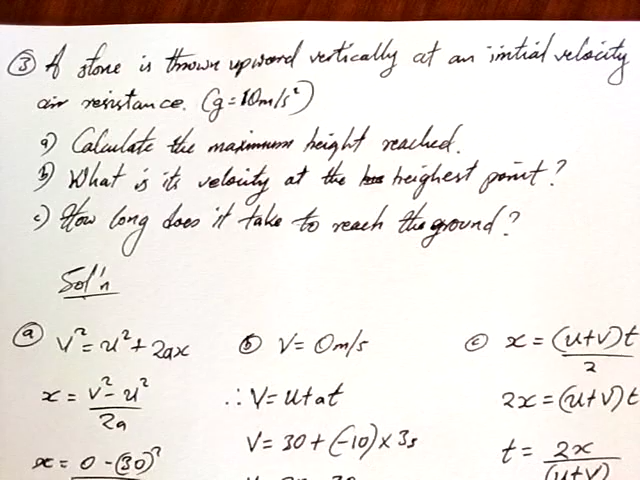 ③ A stone is thrown upward vertically at an initial velocity
air resistance. (g=10m/s²)
a) Calculate the maximum height reached.
b) What is its velocity at the heighest point?
c) How long does it take to reach the ground?
Sol'n
ⓐ V² = u² + 2ax
x = V² - u² / 2a
x = 0 - (30)²
ⓑ V = 0m/s
∴ V = u + at
V = 30 + (-10) × 3s
ⓒ x = (u+v)t / 2
2x = (u+v)t
t = 2x / (u+v)